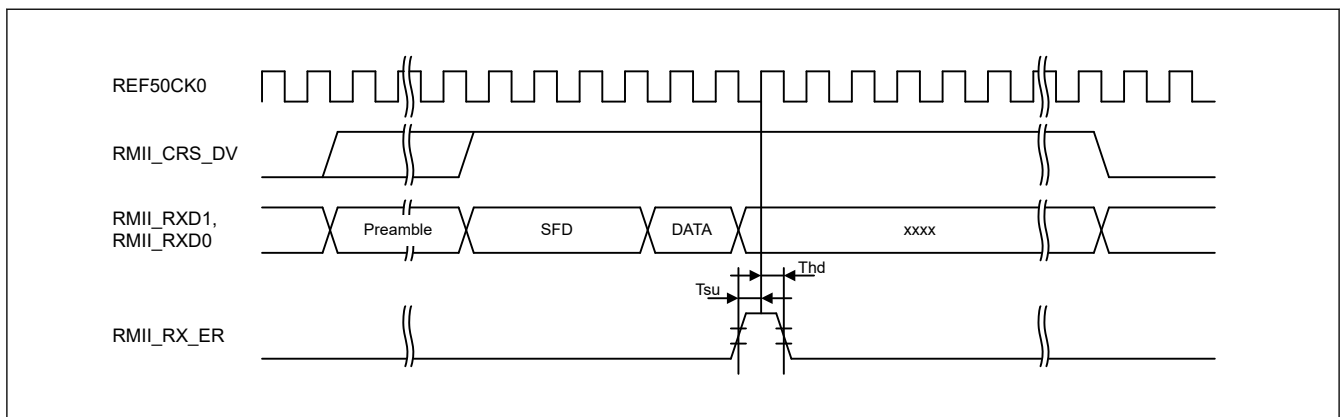 REF50CK0
RMII_CRS_DV
RMII_RXD1,
RMII_RXD0
Preamble
SFD
DATA
xxxx
Thd
Tsu
RMII_RX_ER